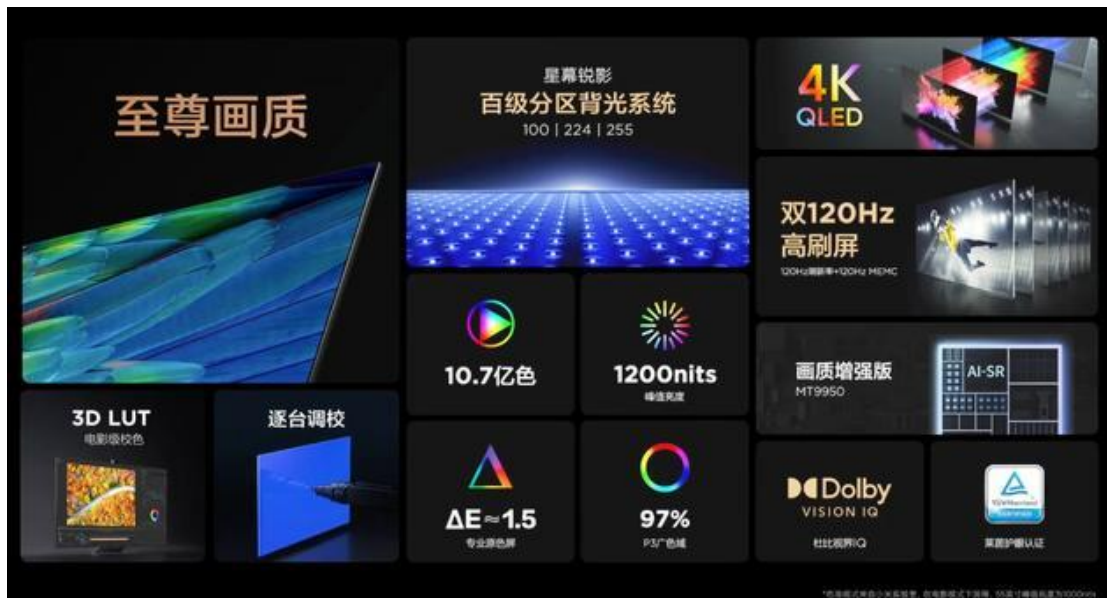 至尊画质
星幕锐影
百级分区背光系统
100 | 224 | 255
4K
QLED
双120Hz
高刷屏
120Hz刷新率+120Hz MEMC
10.7亿色
1200nits
峰值亮度
画质增强版
MT9950
AI-SR
3D LUT
电影级校色
逐台调校
ΔE≈1.5
专业原色屏
97%
P3广色域
Dolby
VISION IQ
杜比视界IQ
TÜVRheinland
莱茵护眼认证